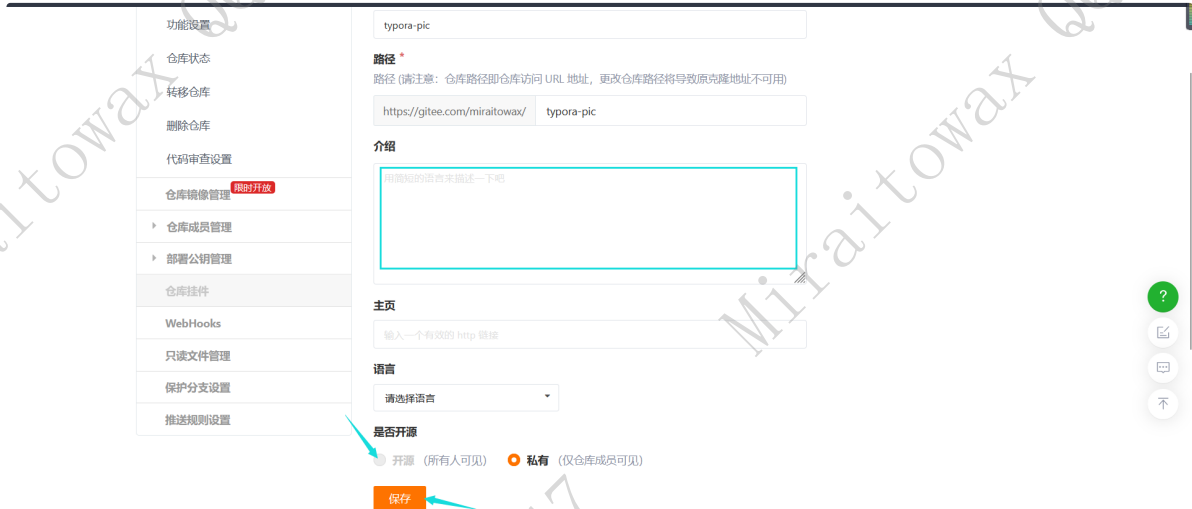 功能设置
仓库状态
转移仓库
删除仓库
代码审查设置
仓库镜像管理 限时开放
仓库成员管理
部署公钥管理
仓库挂件
WebHooks
只读文件管理
保护分支设置
推送规则设置
typora-pic
路径 *
路径 (请注意：仓库路径即仓库访问 URL 地址，更改仓库路径将导致原克隆地址不可用)
https://gitee.com/miraitowax/ typora-pic
介绍
用简短的语言来描述一下吧
主页
输入一个有效的 http 链接
语言
请选择语言
是否开源
开源 (所有人可见) 私有 (仅仓库成员可见)
保存
?
Miraitowax